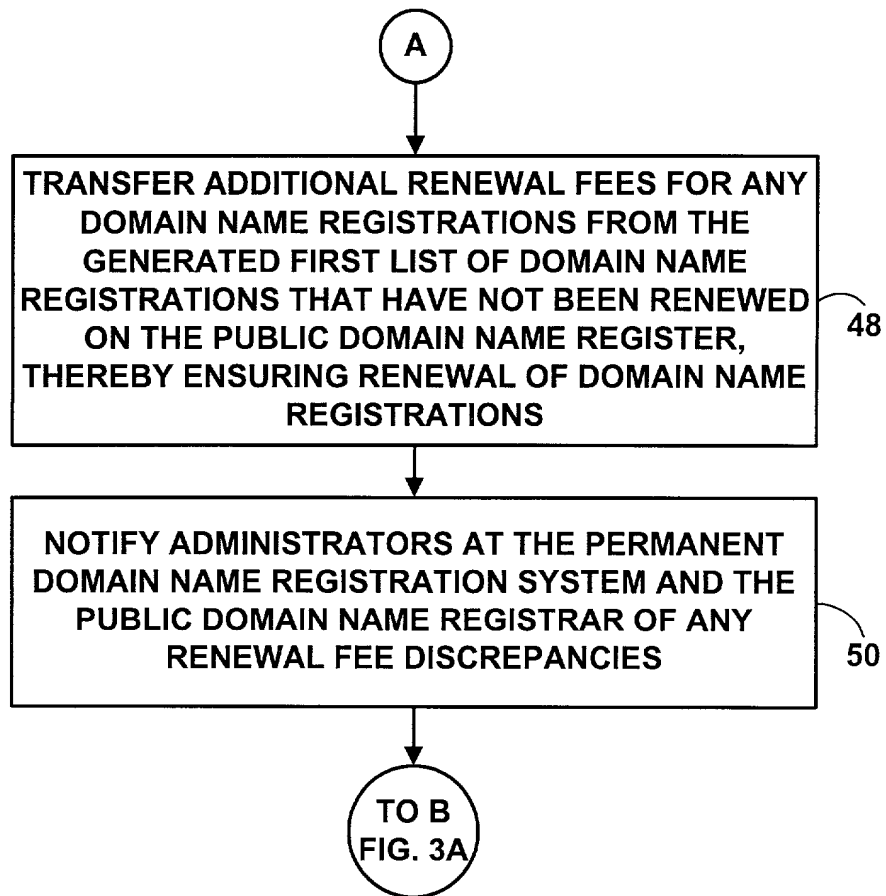 A
TRANSFER ADDITIONAL RENEWAL FEES FOR ANY
DOMAIN NAME REGISTRATIONS FROM THE
GENERATED FIRST LIST OF DOMAIN NAME
REGISTRATIONS THAT HAVE NOT BEEN RENEWED
ON THE PUBLIC DOMAIN NAME REGISTER,
THEREBY ENSURING RENEWAL OF DOMAIN NAME
REGISTRATIONS
48
NOTIFY ADMINISTRATORS AT THE PERMANENT
DOMAIN NAME REGISTRATION SYSTEM AND THE
PUBLIC DOMAIN NAME REGISTRAR OF ANY
RENEWAL FEE DISCREPANCIES
50
TO B
FIG. 3A